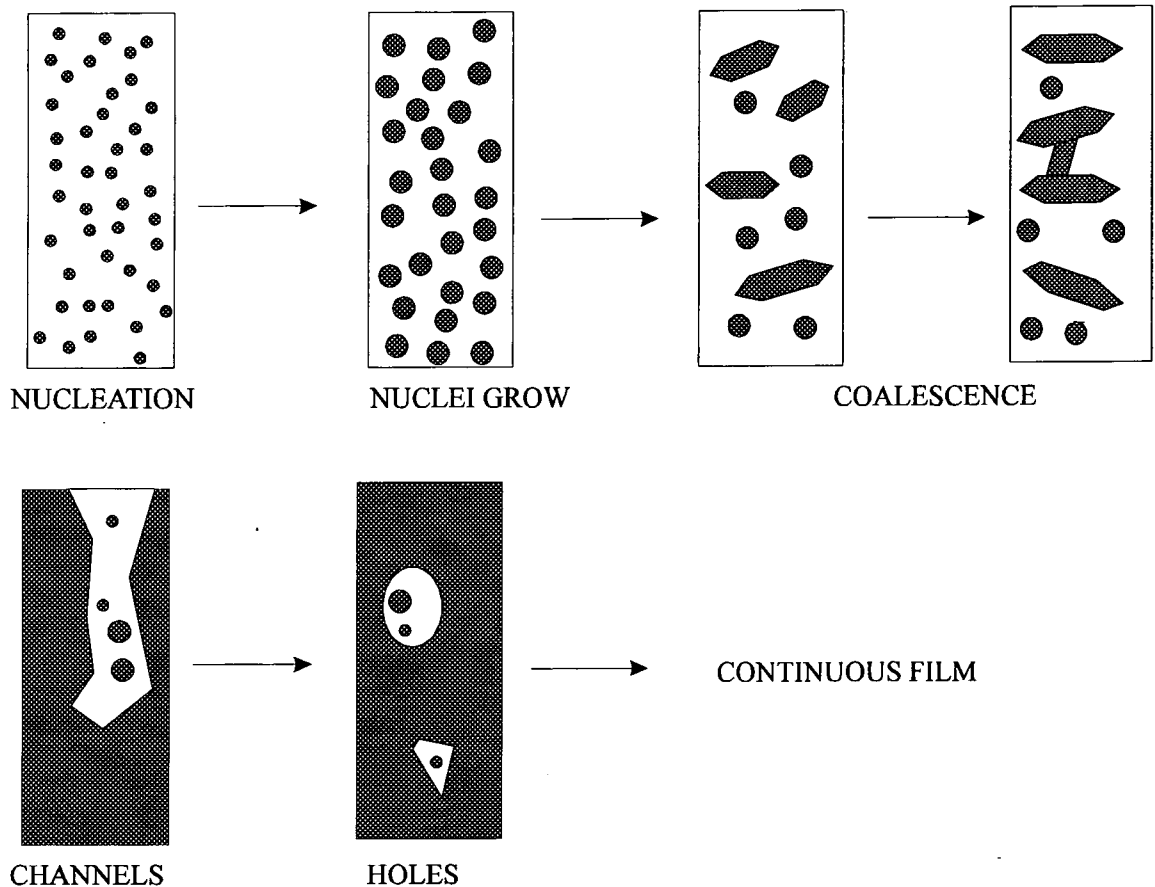 NUCLEATION
NUCLEI GROW
COALESCENCE
CONTINUOUS FILM
CHANNELS
HOLES